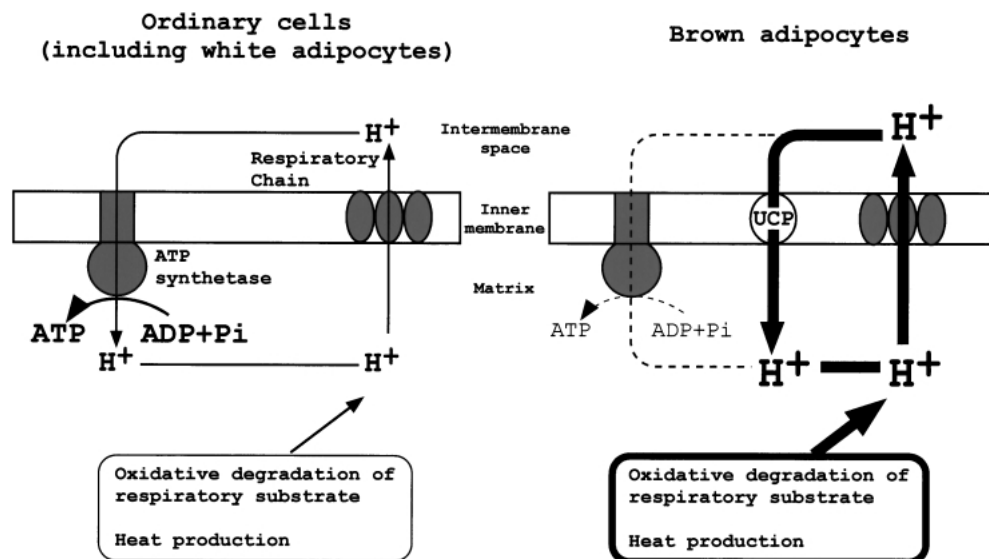 Ordinary cells
(including white adipocytes)
H+
Respiratory
Chain
ATP
synthetase
ATP
ADP+Pi
H+
H+
Oxidative degradation of
respiratory substrate
Heat production
Intermembrane
space
Inner
membrane
Matrix
Brown adipocytes
H+
UCP
ATP
ADP+Pi
H+
H+
Oxidative degradation of
respiratory substrate
Heat production